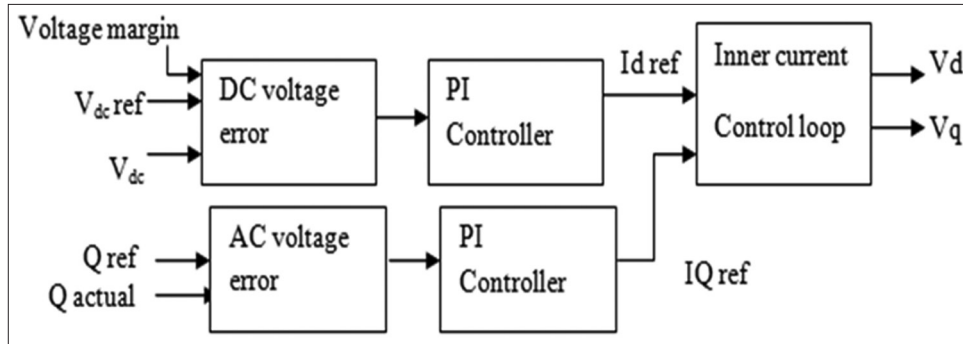 Voltage margin
Vdc ref
Vdc
DC voltage
error
PI
Controller
Id ref
Inner current
Control loop
Vd
Vq
Q ref
Q actual
AC voltage
error
PI
Controller
IQ ref